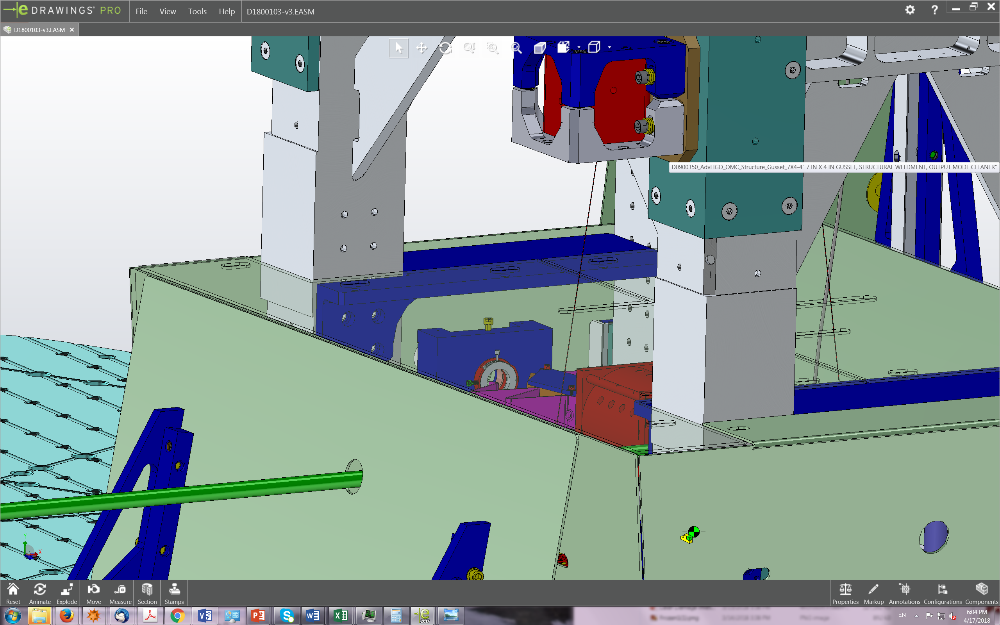 eDRAWINGS® PRO
File View Tools Help D1800103-v3.EASM
D1800103-v3.EASM
D0900350_AdvLIGO_OMC_Structure_Gusset_7X4-4" 7 IN X 4 IN GUSSET, STRUCTURAL WELDMENT, OUTPUT MODE CLEANER"
Y
X
Reset Animate Explode Move Measure Section Stamps Properties Markup Annotations Configurations Components
2017
EN
6:04 PM
4/17/2018